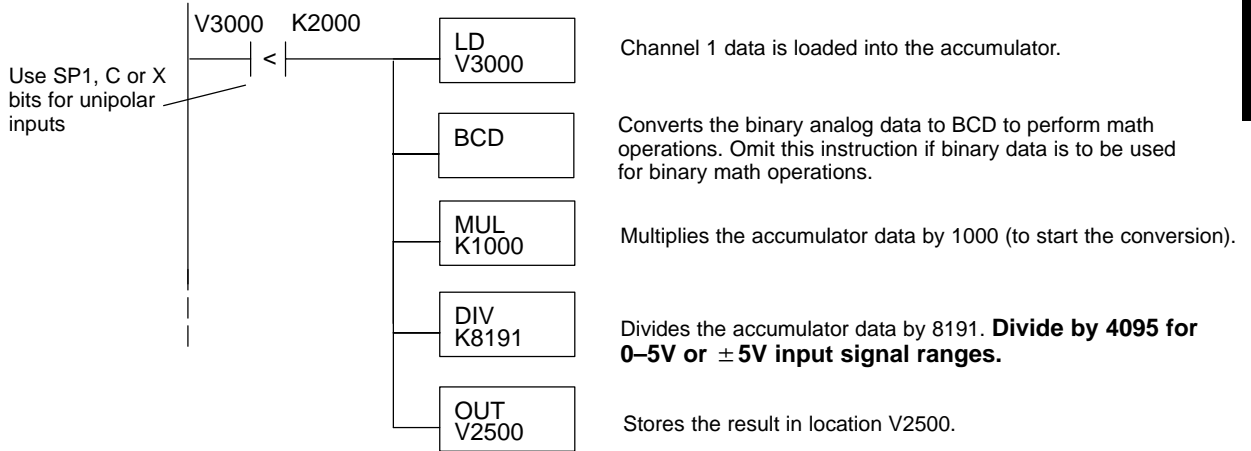 V3000 K2000
<
Use SP1, C or X
bits for unipolar
inputs
LD
V3000
Channel 1 data is loaded into the accumulator.
BCD
Converts the binary analog data to BCD to perform math
operations. Omit this instruction if binary data is to be used
for binary math operations.
MUL
K1000
Multiplies the accumulator data by 1000 (to start the conversion).
DIV
K8191
Divides the accumulator data by 8191. Divide by 4095 for
0–5V or ±5V input signal ranges.
OUT
V2500
Stores the result in location V2500.